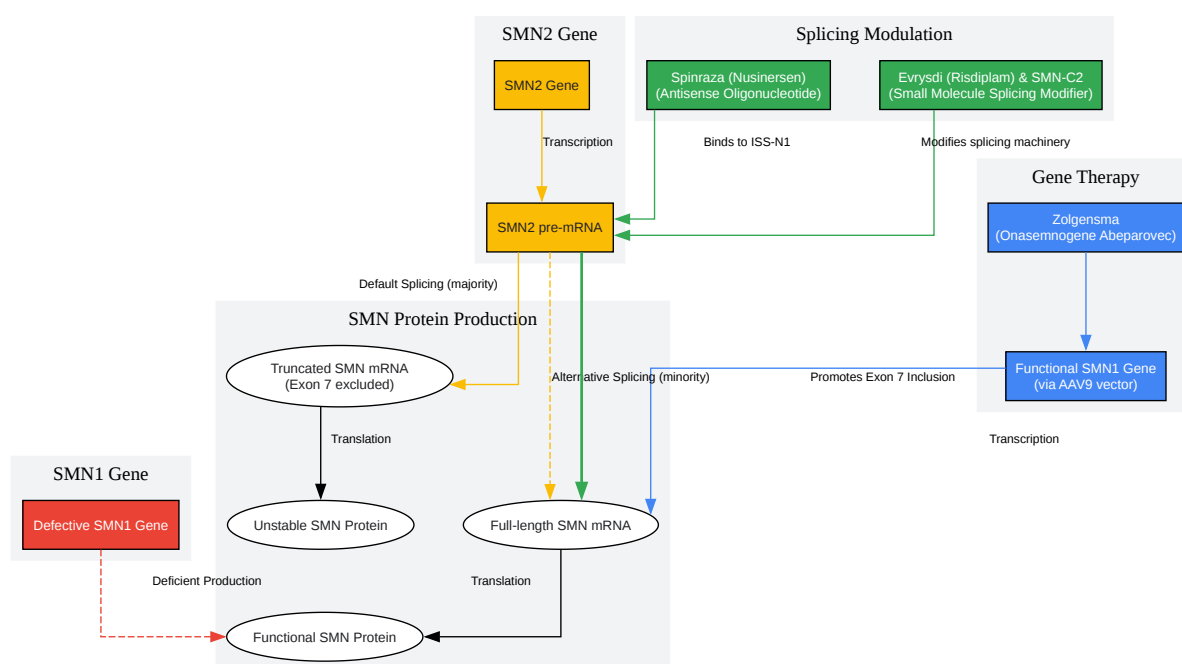 SMN2 Gene
Splicing Modulation
SMN2 Gene
Spinraza (Nusinersen)
(Antisense Oligonucleotide)
Evrysdi (Risdiplam) & SMN-C2
(Small Molecule Splicing Modifier)
Transcription
Binds to ISS-N1
Modifies splicing machinery
Gene Therapy
SMN2 pre-mRNA
Zolgensma
(Onasemnogene Abeparovec)
Default Splicing (majority)
SMN Protein Production
Truncated SMN mRNA
(Exon 7 excluded)
Alternative Splicing (minority)
Promotes Exon 7 Inclusion
Functional SMN1 Gene
(via AAV9 vector)
Translation
Transcription
SMN1 Gene
Defective SMN1 Gene
Unstable SMN Protein
Full-length SMN mRNA
Deficient Production
Translation
Functional SMN Protein